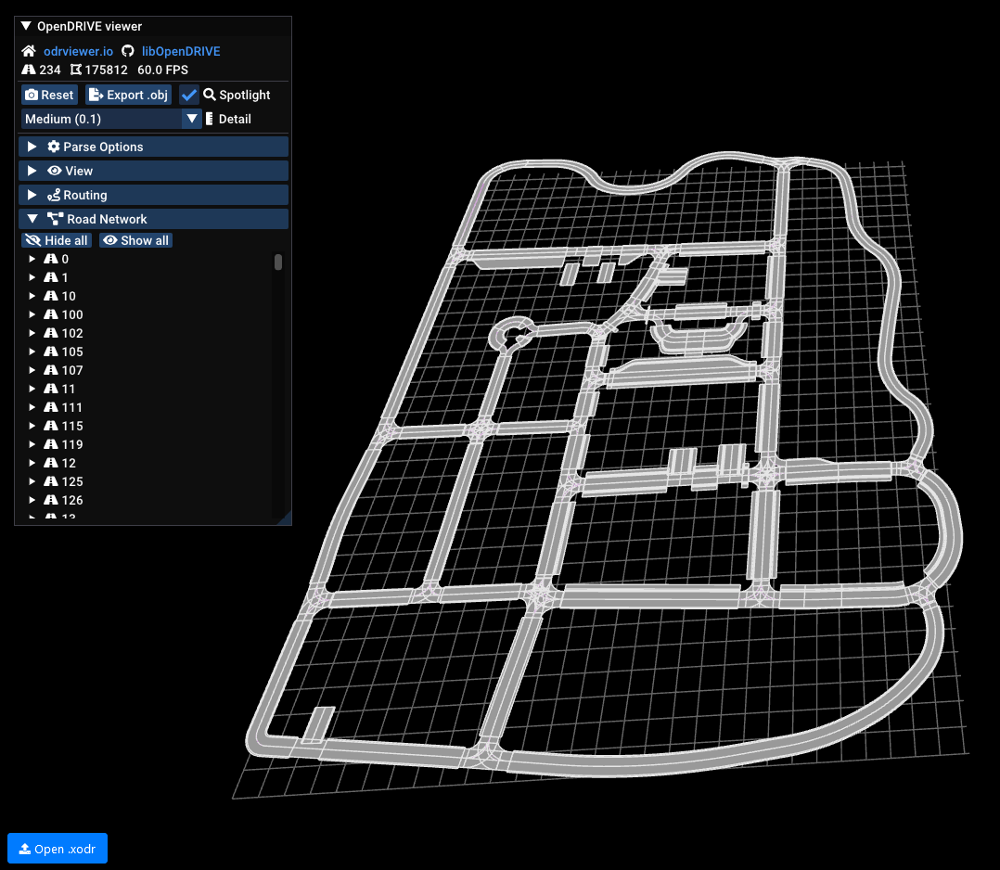 OpenDRIVE viewer
odrviewer.io libOpenDRIVE
234 175812 60.0 FPS
Reset Export .obj Spotlight
Medium (0.1) Detail
Parse Options
View
Routing
Road Network
Hide all Show all
0
1
10
100
102
105
107
11
111
115
119
12
125
126
13
Open .xodr